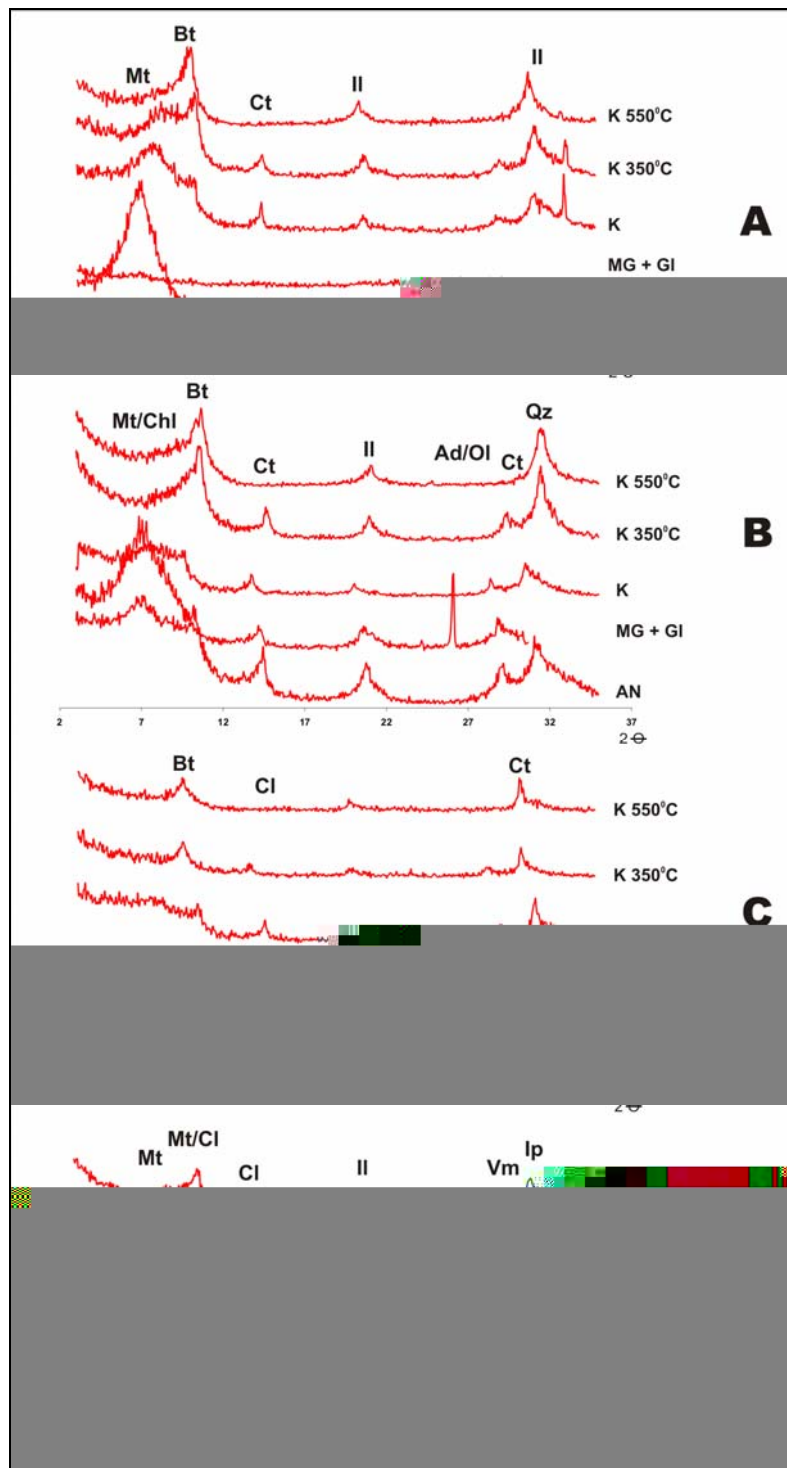 Bt
Mt
Ct
Il
Il
K 550°C
K 350°C
K
A
MG + Gl
Bt
Mt/Chl
Ct
Il
Ad/Ol
Ct
Qz
K 550°C
K 350°C
B
K
MG + Gl
AN
2 7 12 17 22 27 32 37
2Θ
Bt
Cl
Ct
K 550°C
K 350°C
C
2Θ
Mt
Mt/Cl
Cl
Il
Vm
Ip